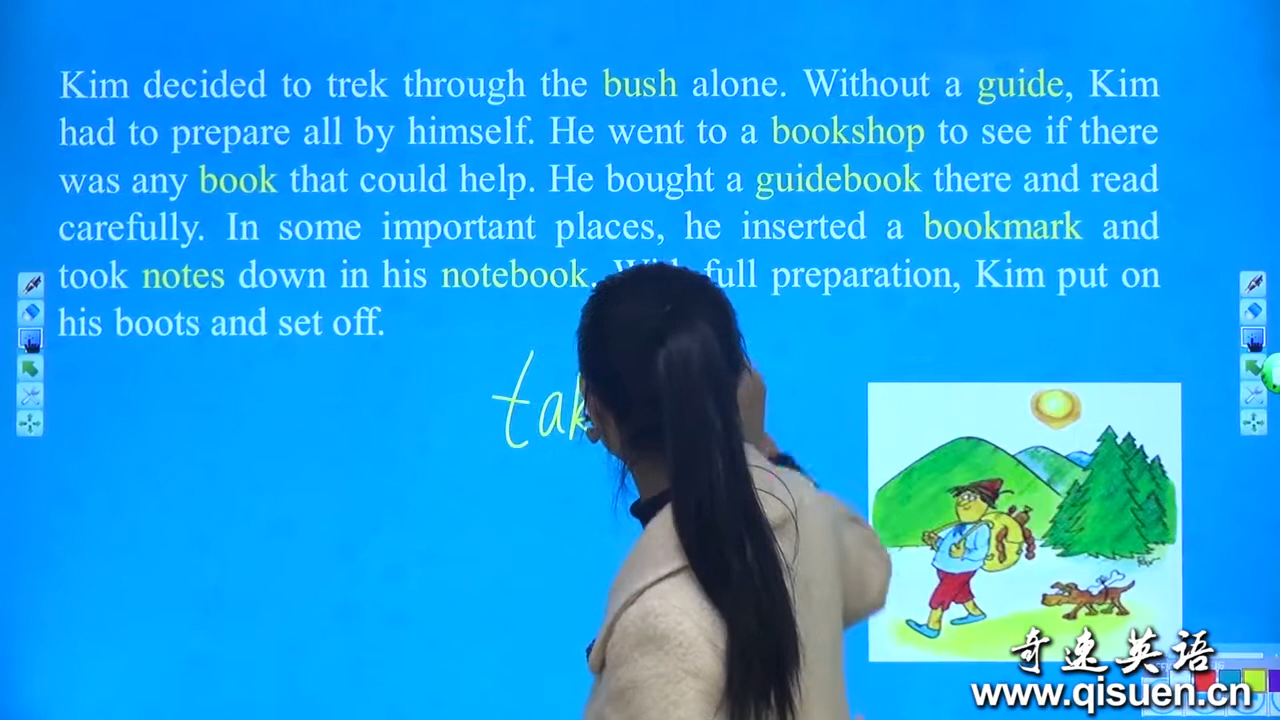 Kim decided to trek through the bush alone. Without a guide, Kim
had to prepare all by himself. He went to a bookshop to see if there
was any book that could help. He bought a guidebook there and read
carefully. In some important places, he inserted a bookmark and
took notes down in his notebook. full preparation, Kim put on
his boots and set off.
tak
奇速英语
www.qisuen.cn